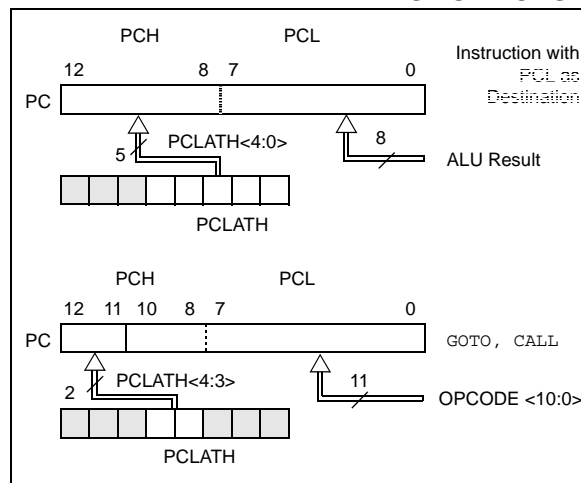 PCH PCL
12 8 7 0
Instruction with
PCL as
Destination
PC
5 PCLATH<4:0> 8
ALU Result
PCLATH
PCH PCL
12 11 10 8 7 0
PC
GOTO, CALL
2 PCLATH<4:3> 11
OPCODE <10:0>
PCLATH